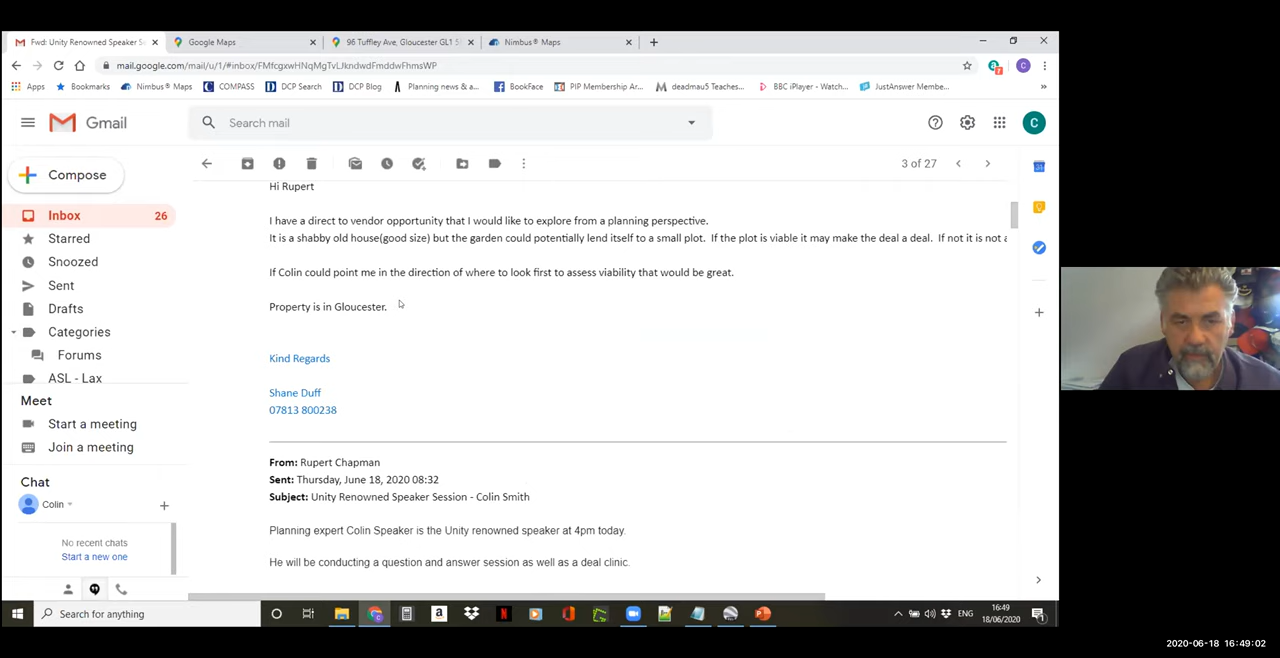 Fwd: Unity Renowned Speaker S
Google Maps
96 Tuffley Ave, Gloucester GL1 5
Nimbus® Maps
mail.google.com/mail/u/1/#inbox/
Apps
Bookmarks
Nimbus® Maps
COMPASS
DCP Search
DCP Blog
Planning news & a...
BookFace
PIP Membership Ar...
deadmau5 Teaches...
BBC iPlayer - Watch...
JustAnswer Membe...
»
Gmail
Search mail
C
Compose
3 of 27
Inbox 26
Starred
Snoozed
Sent
Drafts
Categories
Forums
ASL - Lax
Meet
Start a meeting
Join a meeting
Chat
Colin
No recent chats
Start a new one
Hi Rupert
I have a direct to vendor opportunity that I would like to explore from a planning perspective.
It is a shabby old house(good size) but the garden could potentially lend itself to a small plot. If the plot is viable it may make the deal a deal. If not it is not a
If Colin could point me in the direction of where to look first to assess viability that would be great.
Property is in Gloucester.
Kind Regards
Shane Duff
07813 800238
From: Rupert Chapman
Sent: Thursday, June 18, 2020 08:32
Subject: Unity Renowned Speaker Session - Colin Smith
Planning expert Colin Speaker is the Unity renowned speaker at 4pm today.
He will be conducting a question and answer session as well as a deal clinic.
Search for anything
ENG
16:49
18/06/2020
2020-06-18 16:49:02